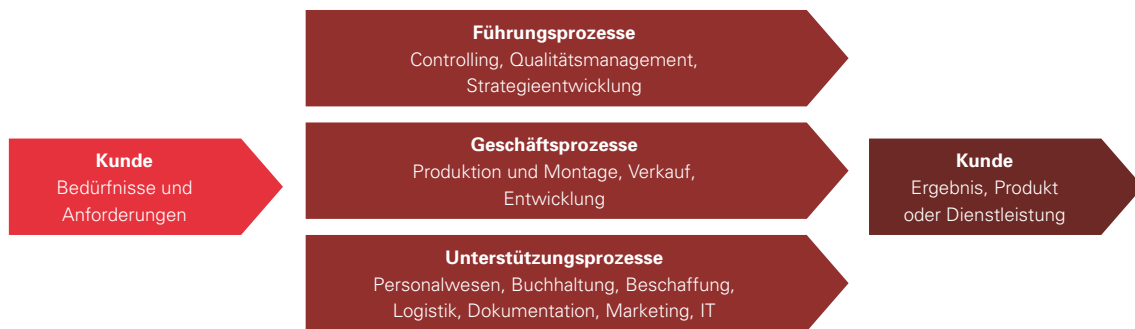 Führungsprozesse
Controlling, Qualitätsmanagement,
Strategieentwicklung
Kunde
Bedürfnisse und
Anforderungen
Geschäftsprozesse
Produktion und Montage, Verkauf,
Entwicklung
Kunde
Ergebnis, Produkt
oder Dienstleistung
Unterstützungsprozesse
Personalwesen, Buchhaltung, Beschaffung,
Logistik, Dokumentation, Marketing, IT